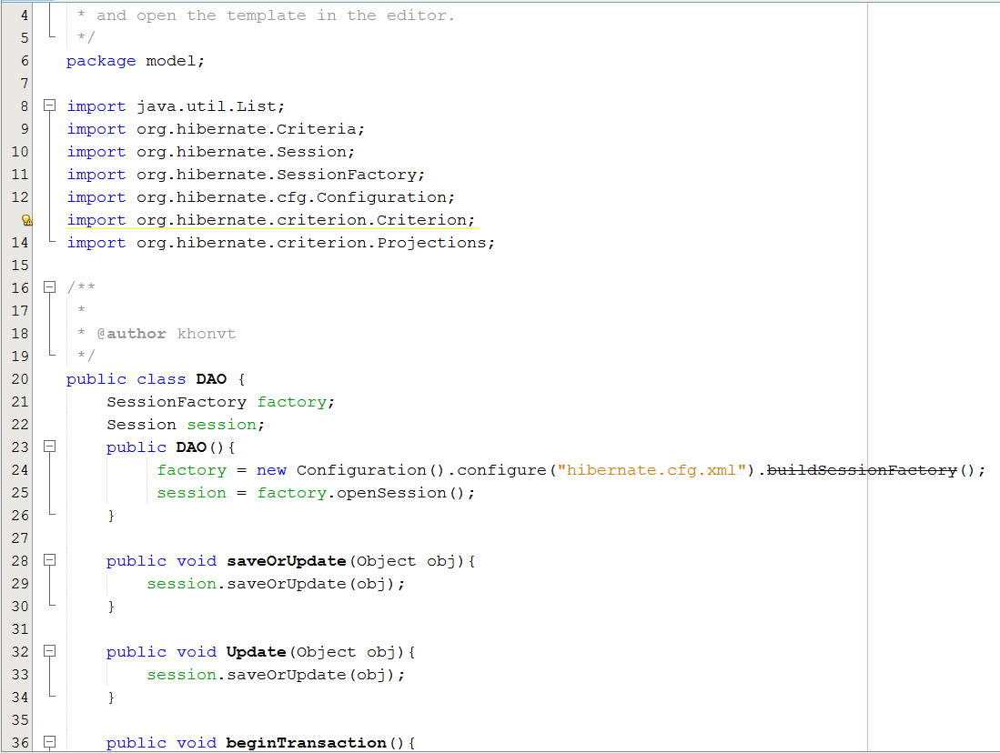 4 * and open the template in the editor.
5 */
6 package model;
7
8 import java.util.List;
9 import org.hibernate.Criteria;
10 import org.hibernate.Session;
11 import org.hibernate.SessionFactory;
12 import org.hibernate.cfg.Configuration;
import org.hibernate.criterion.Criterion;
14 import org.hibernate.criterion.Projections;
15
16 /**
17 *
18 * @author khonvt
19 */
20 public class DAO {
21 SessionFactory factory;
22 Session session;
23 public DAO(){
24 factory = new Configuration().configure("hibernate.cfg.xml").buildSessionFactory();
25 session = factory.openSession();
26 }
27
28 public void saveOrUpdate(Object obj){
29 session.saveOrUpdate(obj);
30 }
31
32 public void Update(Object obj){
33 session.saveOrUpdate(obj);
34 }
35
36 public void beginTransaction(){